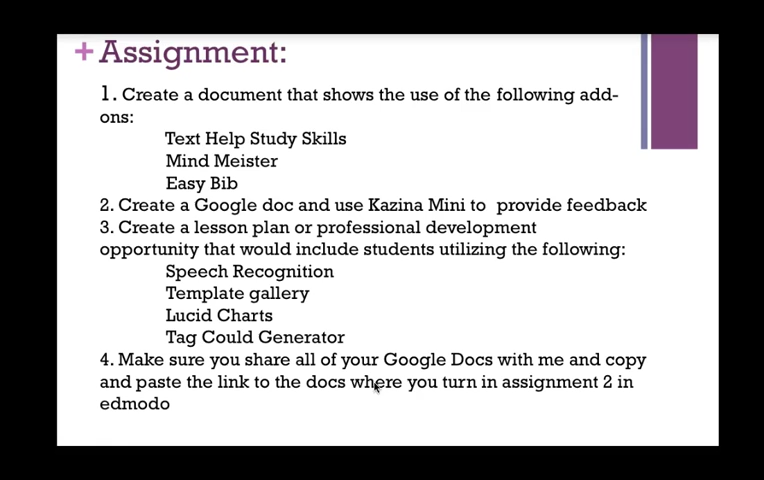 + Assignment:
1. Create a document that shows the use of the following add-
ons:
Text Help Study Skills
Mind Meister
Easy Bib
2. Create a Google doc and use Kazina Mini to provide feedback
3. Create a lesson plan or professional development
opportunity that would include students utilizing the following:
Speech Recognition
Template gallery
Lucid Charts
Tag Could Generator
4. Make sure you share all of your Google Docs with me and copy
and paste the link to the docs where you turn in assignment 2 in
edmodo